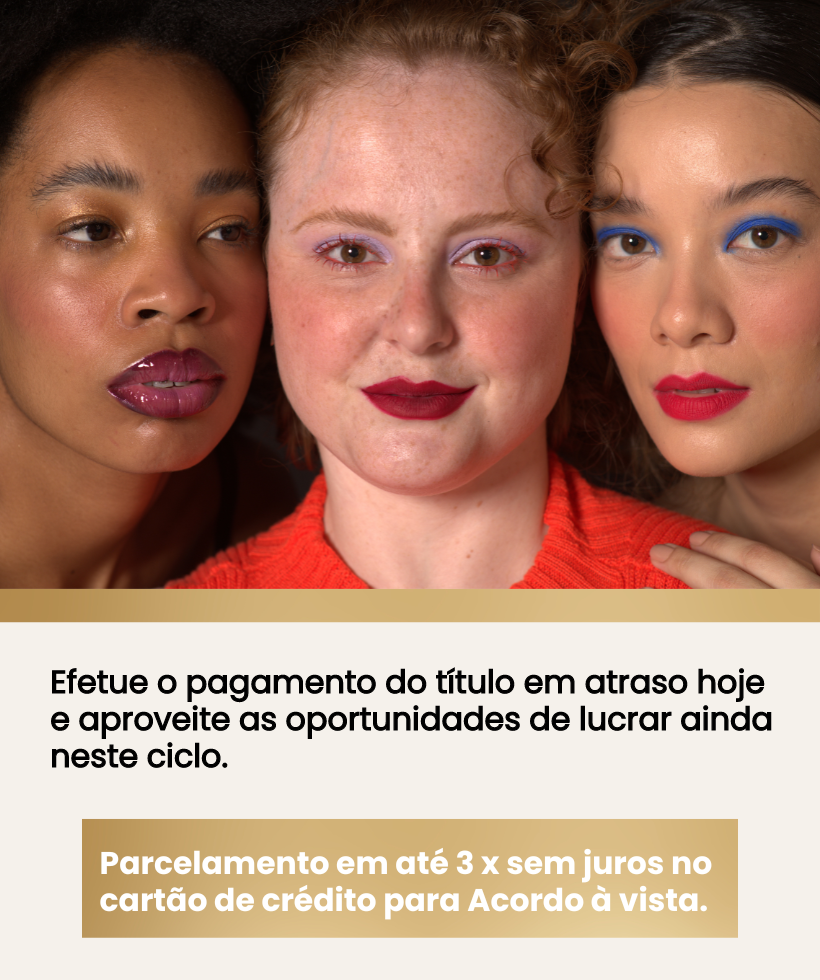 Efetue o pagamento do título em atraso hoje
e aproveite as oportunidades de lucrar ainda
neste ciclo.
Parcelamento em até 3 x sem juros no
cartão de crédito para Acordo à vista.